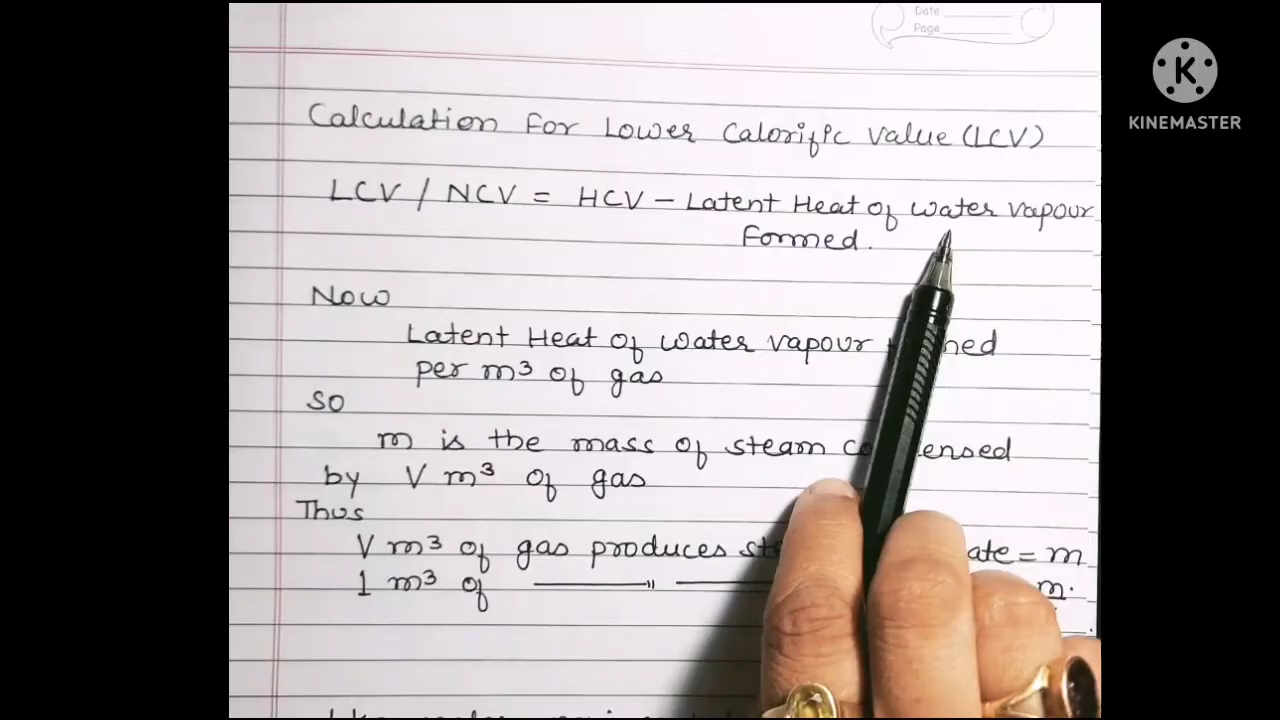 Date
Page
KINEMASTER
Calculation For Lower Calorific Value (LCV)
LCV / NCV = HCV - Latent Heat of water vapour
formed.
Now
Latent Heat of water vapour
per m³ of gas
So
m is the mass of steam
by V m³ of gas
Thus
V m³ of gas produces = m
1 m³ of —〃— m